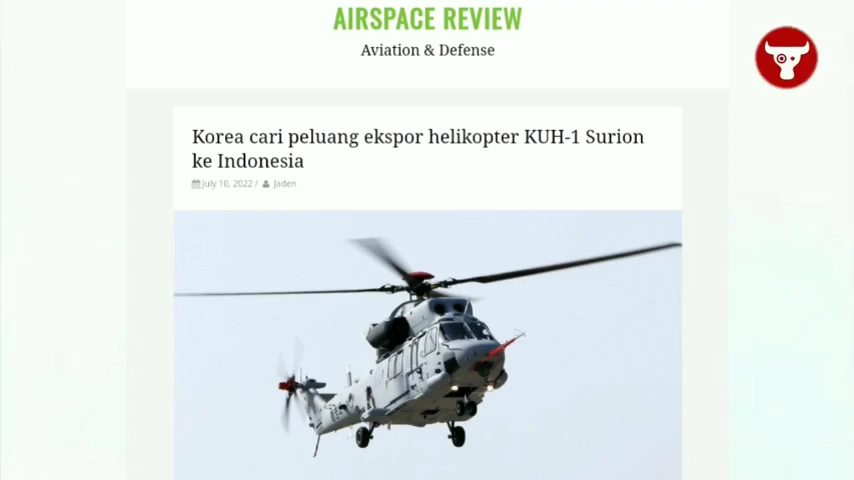 AIRSPACE REVIEW
Aviation & Defense
Korea cari peluang ekspor helikopter KUH-1 Surion
ke Indonesia
July 10, 2022 / Jaden